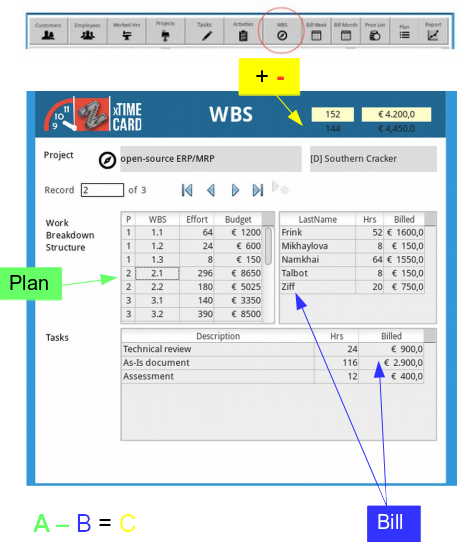 Customers Employees Worked Hrs Projects Tasks Activities WBS Bill Week Bill Month Price List Plan Report
+ -
11
10
9
xTIME
CARD
WBS
152 € 4.200,0
144 € 4,450.0
Project open-source ERP/MRP [D] Southern Cracker
Record 2 of 3
Work
Breakdown
Structure
P WBS Effort Budget
1 1.1 64 € 1200
1 1.2 24 € 600
1 1.3 8 € 150
2 2.1 296 € 8650
2 2.2 180 € 5025
3 3.1 140 € 3350
3 3.2 390 € 8500
LastName Hrs Billed
Frink 52 € 1600,0
Mikhaylova 8 € 150,0
Namkhai 64 € 1550,0
Talbot 8 € 150,0
Ziff 20 € 750,0
Plan
Tasks
Description Hrs Billed
Technical review 24 € 900,0
As-Is document 116 € 2.900,0
Assessment 12 € 400,0
A – B = C
Bill